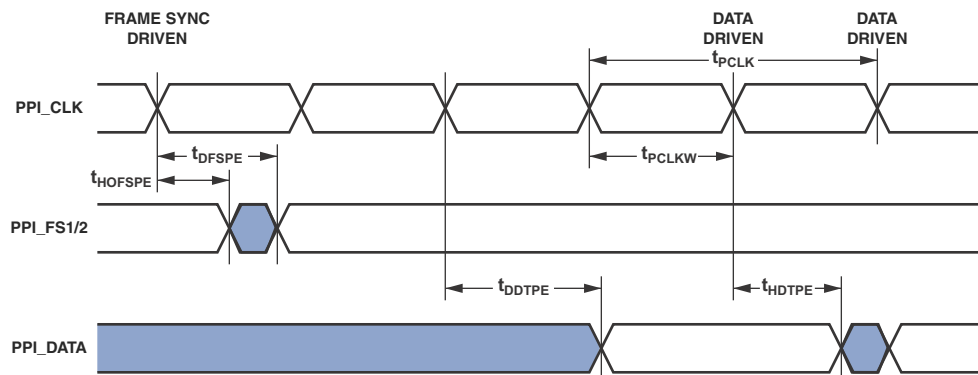 FRAME SYNC
DRIVEN
DATA
DRIVEN
DATA
DRIVEN
tPCLK
PPI_CLK
tDFSPE
tPCLKW
tHOFSPE
PPI_FS1/2
tDDTPE
tHDTPE
PPI_DATA